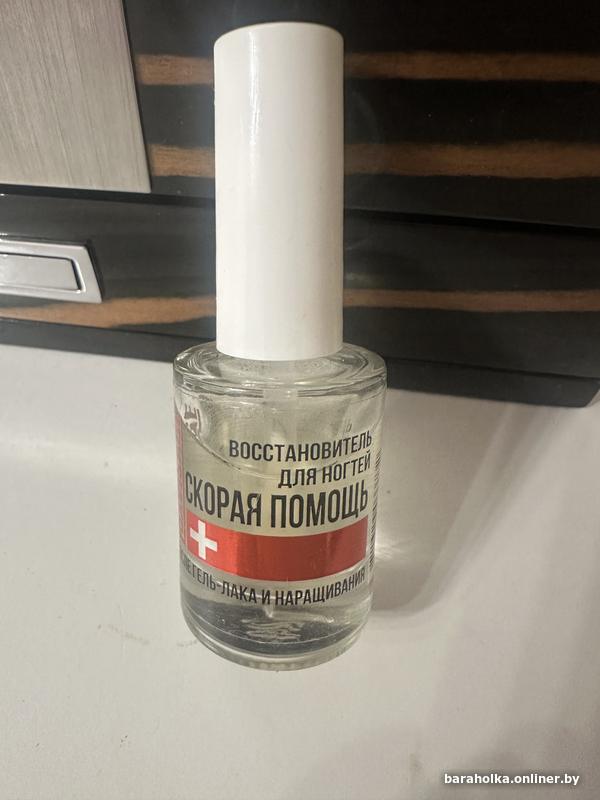 ВОССТАНОВИТЕЛЬ
ДЛЯ НОГТЕЙ
СКОРАЯ ПОМОЩЬ
ГЕЛЬ-ЛАКА И НАРАЩИВАНИЯ
baraholka.onliner.by